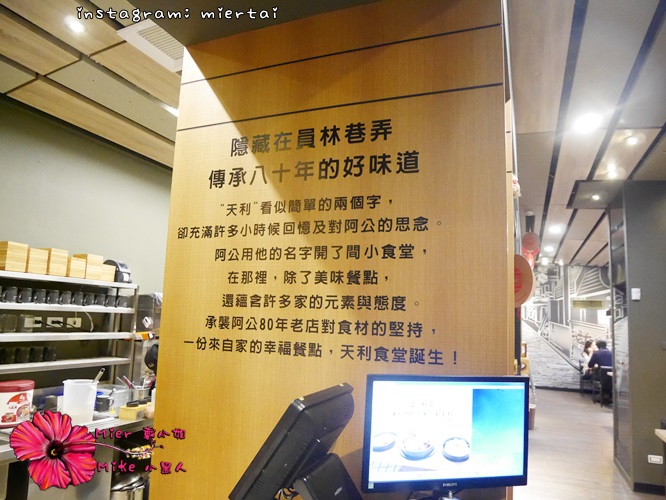 instagram: miertai
隱藏在員林巷弄
傳承八十年的好味道
"天利"看似簡單的兩個字，
卻充滿許多小時候回憶及對阿公的思念。
阿公用他的名字開了間小食堂，
在那裡，除了美味餐點，
還蘊含許多家的元素與態度。
承襲阿公80年老店對食材的堅持，
一份來自家的幸福餐點，天利食堂誕生！
PHILIPS
Mier
Mike 小星人